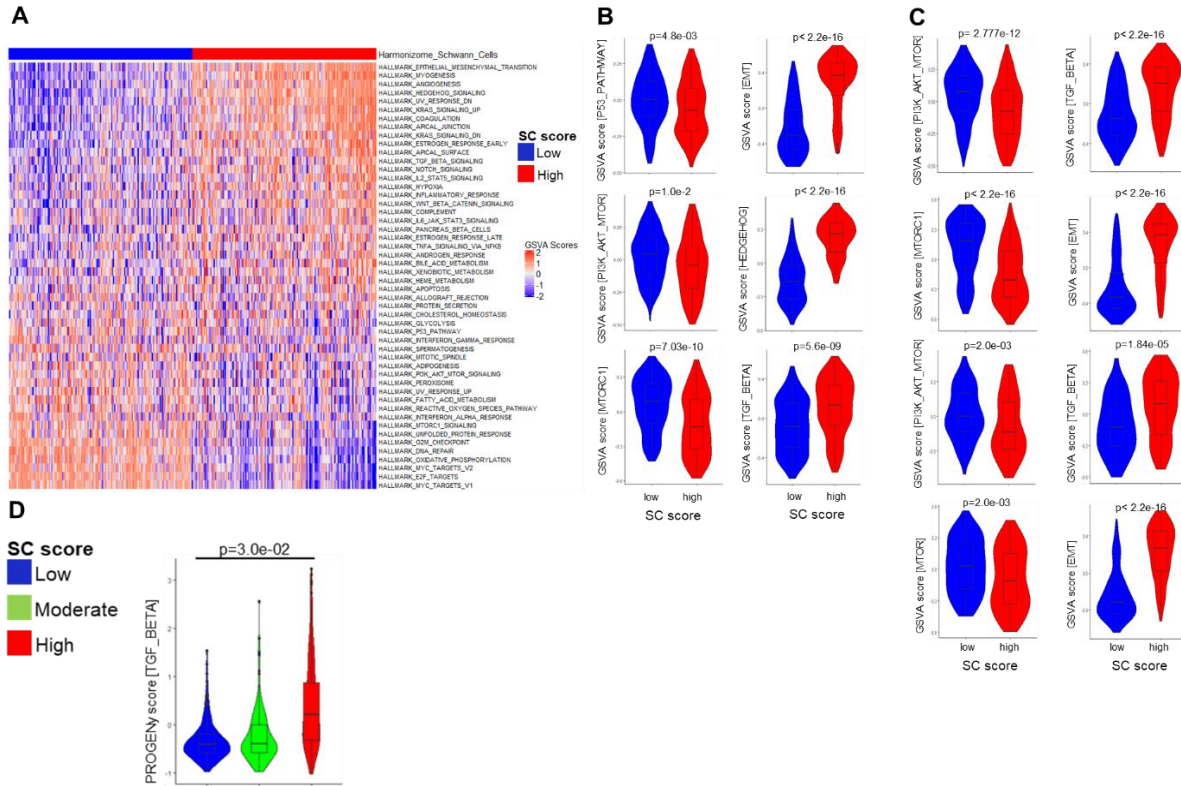 A
Harmonizome_Schwann_Cells
HALLMARK_EPITHELIAL_MESENCHYMAL_TRANSITION
HALLMARK_MYOGENESIS
HALLMARK_ANGIOGENESIS
HALLMARK_HEDGEHOG_SIGNALING
HALLMARK_UV_RESPONSE_DN
HALLMARK_KRAS_SIGNALING_UP
HALLMARK_COAGULATION
HALLMARK_APICAL_JUNCTION
HALLMARK_KRAS_SIGNALING_DN
HALLMARK_ESTROGEN_RESPONSE_EARLY
HALLMARK_APICAL_SURFACE
HALLMARK_TGF_BETA_SIGNALING
HALLMARK_NOTCH_SIGNALING
HALLMARK_IL2_STAT5_SIGNALING
HALLMARK_HYPOXIA
HALLMARK_INFLAMMATORY_RESPONSE
HALLMARK_WNT_BETA_CATENIN_SIGNALING
HALLMARK_COMPLEMENT
HALLMARK_IL6_JAK_STAT3_SIGNALING
HALLMARK_PANCREAS_BETA_CELLS
HALLMARK_ESTROGEN_RESPONSE_LATE
HALLMARK_TNFA_SIGNALING_VIA_NFKB
HALLMARK_ANDROGEN_RESPONSE
HALLMARK_BILE_ACID_METABOLISM
HALLMARK_XENOBIOTIC_METABOLISM
HALLMARK_HEME_METABOLISM
HALLMARK_APOPTOSIS
HALLMARK_ALLOGRAFT_REJECTION
HALLMARK_PROTEIN_SECRETION
HALLMARK_CHOLESTEROL_HOMEOSTASIS
HALLMARK_GLYCOLYSIS
HALLMARK_P53_PATHWAY
HALLMARK_INTERFERON_GAMMA_RESPONSE
HALLMARK_SPERMATOGENESIS
HALLMARK_MITOTIC_SPINDLE
HALLMARK_ADIPOGENESIS
HALLMARK_PI3K_AKT_MTOR_SIGNALING
HALLMARK_PEROXISOME
HALLMARK_UV_RESPONSE_UP
HALLMARK_FATTY_ACID_METABOLISM
HALLMARK_REACTIVE_OXYGEN_SPECIES_PATHWAY
HALLMARK_INTERFERON_ALPHA_RESPONSE
HALLMARK_MTORC1_SIGNALING
HALLMARK_UNFOLDED_PROTEIN_RESPONSE
HALLMARK_G2M_CHECKPOINT
HALLMARK_DNA_REPAIR
HALLMARK_OXIDATIVE_PHOSPHORYLATION
HALLMARK_MYC_TARGETS_V2
HALLMARK_E2F_TARGETS
HALLMARK_MYC_TARGETS_V1
SC score
Low
High
GSVA Scores
2
1
0
-1
-2
B
p=4.8e-03
GSVA score [P53_PATHWAY]
p< 2.2e-16
GSVA score [EMT]
p=1.0e-2
GSVA score [PI3K_AKT_MTOR]
p< 2.2e-16
GSVA score [HEDGEHOG]
p=7.03e-10
GSVA score [MTORC1]
low high
SC score
p=5.6e-09
GSVA score [TGF_BETA]
low high
SC score
C
p= 2.777e-12
GSVA score [PI3K_AKT_MTOR]
p< 2.2e-16
GSVA score [TGF_BETA]
p< 2.2e-16
GSVA score [MTORC1]
p< 2.2e-16
GSVA score [EMT]
p=2.0e-03
GSVA score [PI3K_AKT_MTOR]
p=1.84e-05
GSVA score [TGF_BETA]
p=2.0e-03
GSVA score [MTOR]
low high
SC score
p< 2.2e-16
GSVA score [EMT]
low high
SC score
D
SC score
Low
Moderate
High
p=3.0e-02
PROGENy score [TGF_BETA]
3
2
1
0
-1